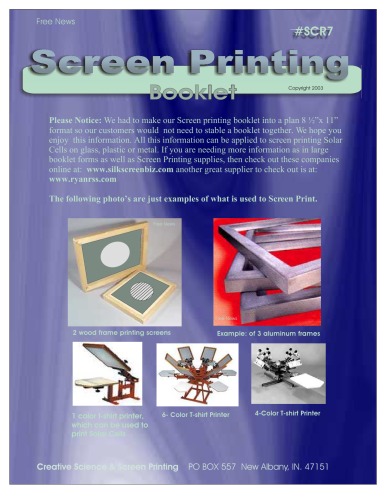 Free News
#SCR7
Screen Printing
Booklet
Copyright 2003
Please Notice: We had to make our Screen printing booklet into a plan 8 ½"x 11"
format so our customers would not need to stable a booklet together. We hope you
enjoy this information. All this information can be applied to screen printing Solar
Cells on glass, plastic or metal. If you are needing more information as in large
booklet forms as well as Screen Printing supplies, then check out these companies
online at: www.silkscreenbiz.com another great supplier to check out is at:
www.ryanrss.com
The following photo's are just examples of what is used to Screen Print.
2 wood frame printing screens
Example: of 3 aluminum frames
1 color T-shirt printer,
which can be used to
print
6- Color T-shirt Printer
4-Color T-shirt Printer
Creative Science & Screen Printing PO BOX 557 New Albany, IN. 47151